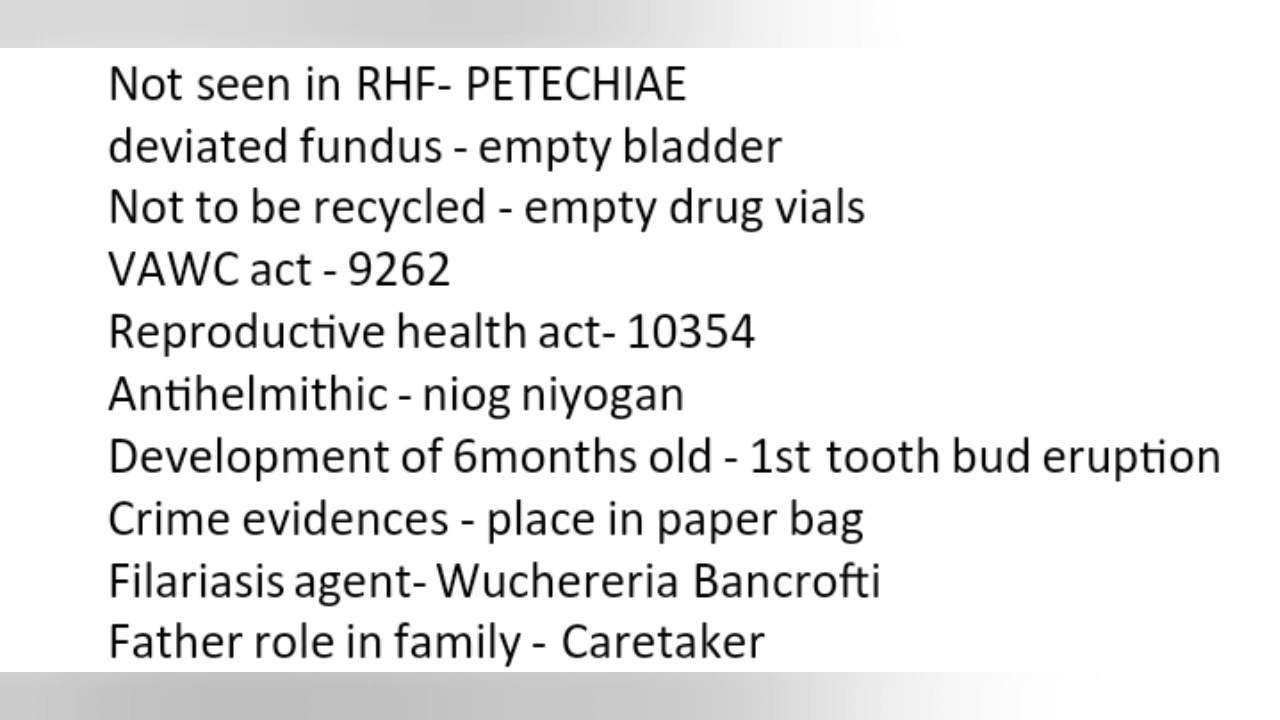 Not seen in RHF- PETECHIAE
deviated fundus - empty bladder
Not to be recycled - empty drug vials
VAWC act - 9262
Reproductive health act- 10354
Antihelmithic - niog niyogan
Development of 6months old - 1st tooth bud eruption
Crime evidences - place in paper bag
Filariasis agent- Wuchereria Bancrofti
Father role in family - Caretaker